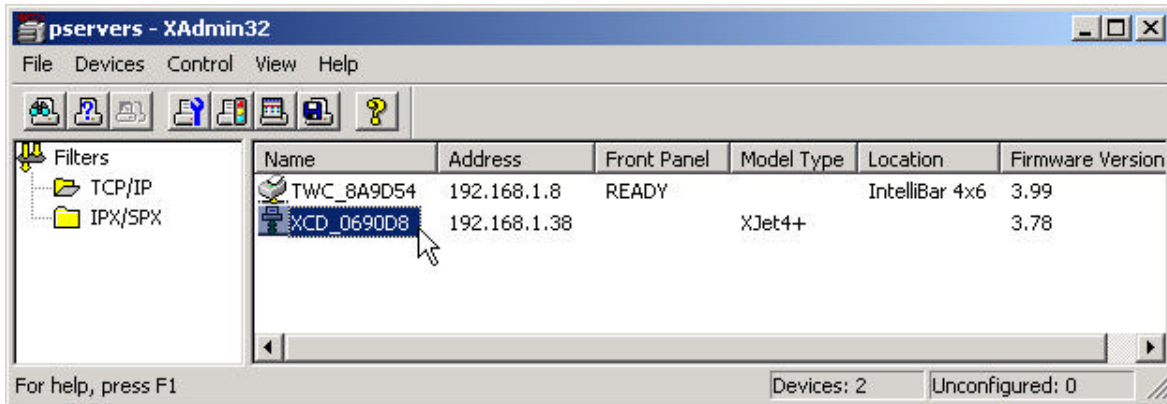 pservers - XAdmin32
File Devices Control View Help
Filters
TCP/IP
IPX/SPX
Name Address Front Panel Model Type Location Firmware Version
TWC_8A9D54 192.168.1.8 READY IntelliBar 4x6 3.99
XCD_0690D8 192.168.1.38 XJet4+ 3.78
For help, press F1 Devices: 2 Unconfigured: 0